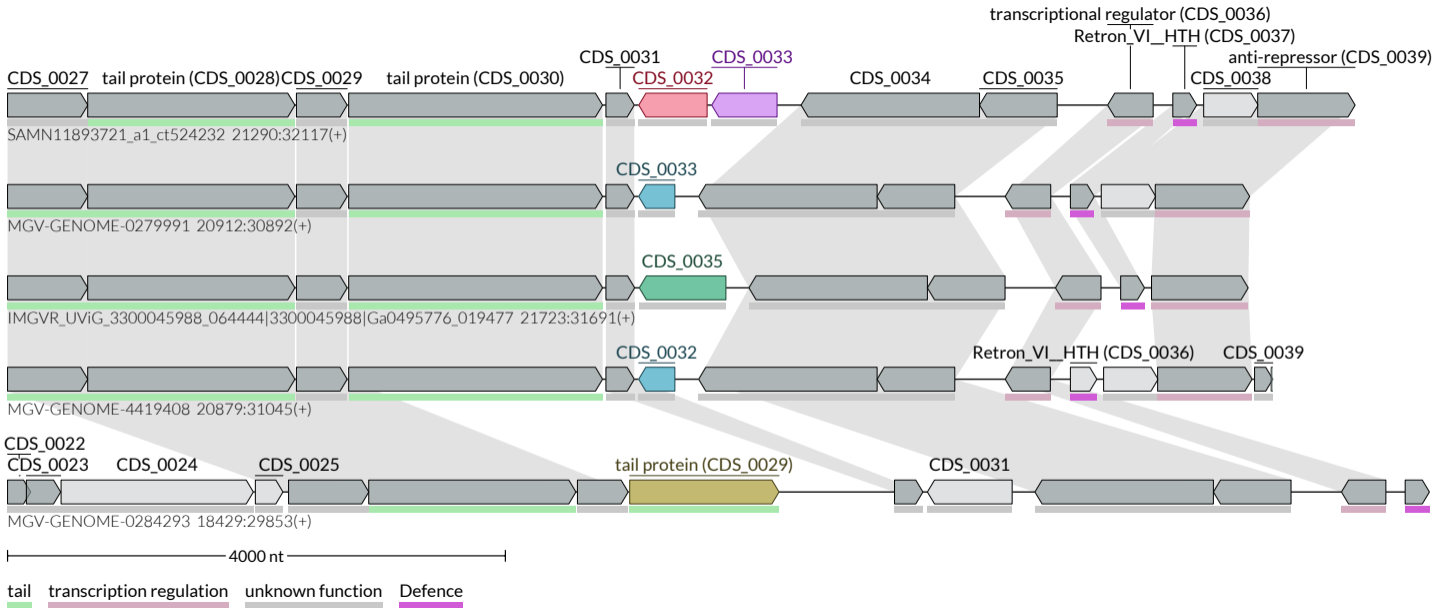 transcriptional regulator (CDS_0036)
Retron_VI__HTH (CDS_0037)
CDS_0031 CDS_0033 anti-repressor (CDS_0039)
CDS_0027 tail protein (CDS_0028) CDS_0029 tail protein (CDS_0030) CDS_0032 CDS_0034 CDS_0035 CDS_0038
SAMN11893721_a1_ct524232 21290:32117(+)
CDS_0033
MGV-GENOME-0279991 20912:30892(+)
CDS_0035
IMGVR_UViG_3300045988_064444|3300045988|Ga0495776_019477 21723:31691(+)
CDS_0032 Retron_VI__HTH (CDS_0036) CDS_0039
MGV-GENOME-4419408 20879:31045(+)
CDS_0022
CDS_0023 CDS_0024 CDS_0025 tail protein (CDS_0029) CDS_0031
MGV-GENOME-0284293 18429:29853(+)
4000 nt
tail transcription regulation unknown function Defence